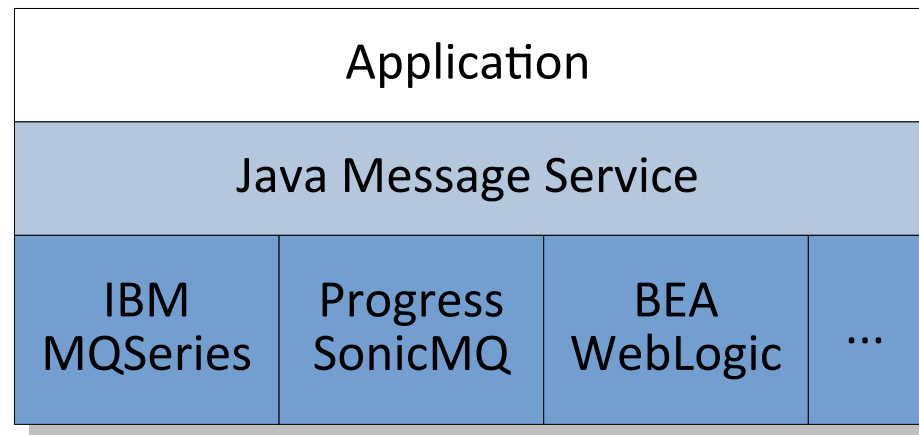 Application
Java Message Service
IBM
MQSeries
Progress
SonicMQ
BEA
WebLogic
...